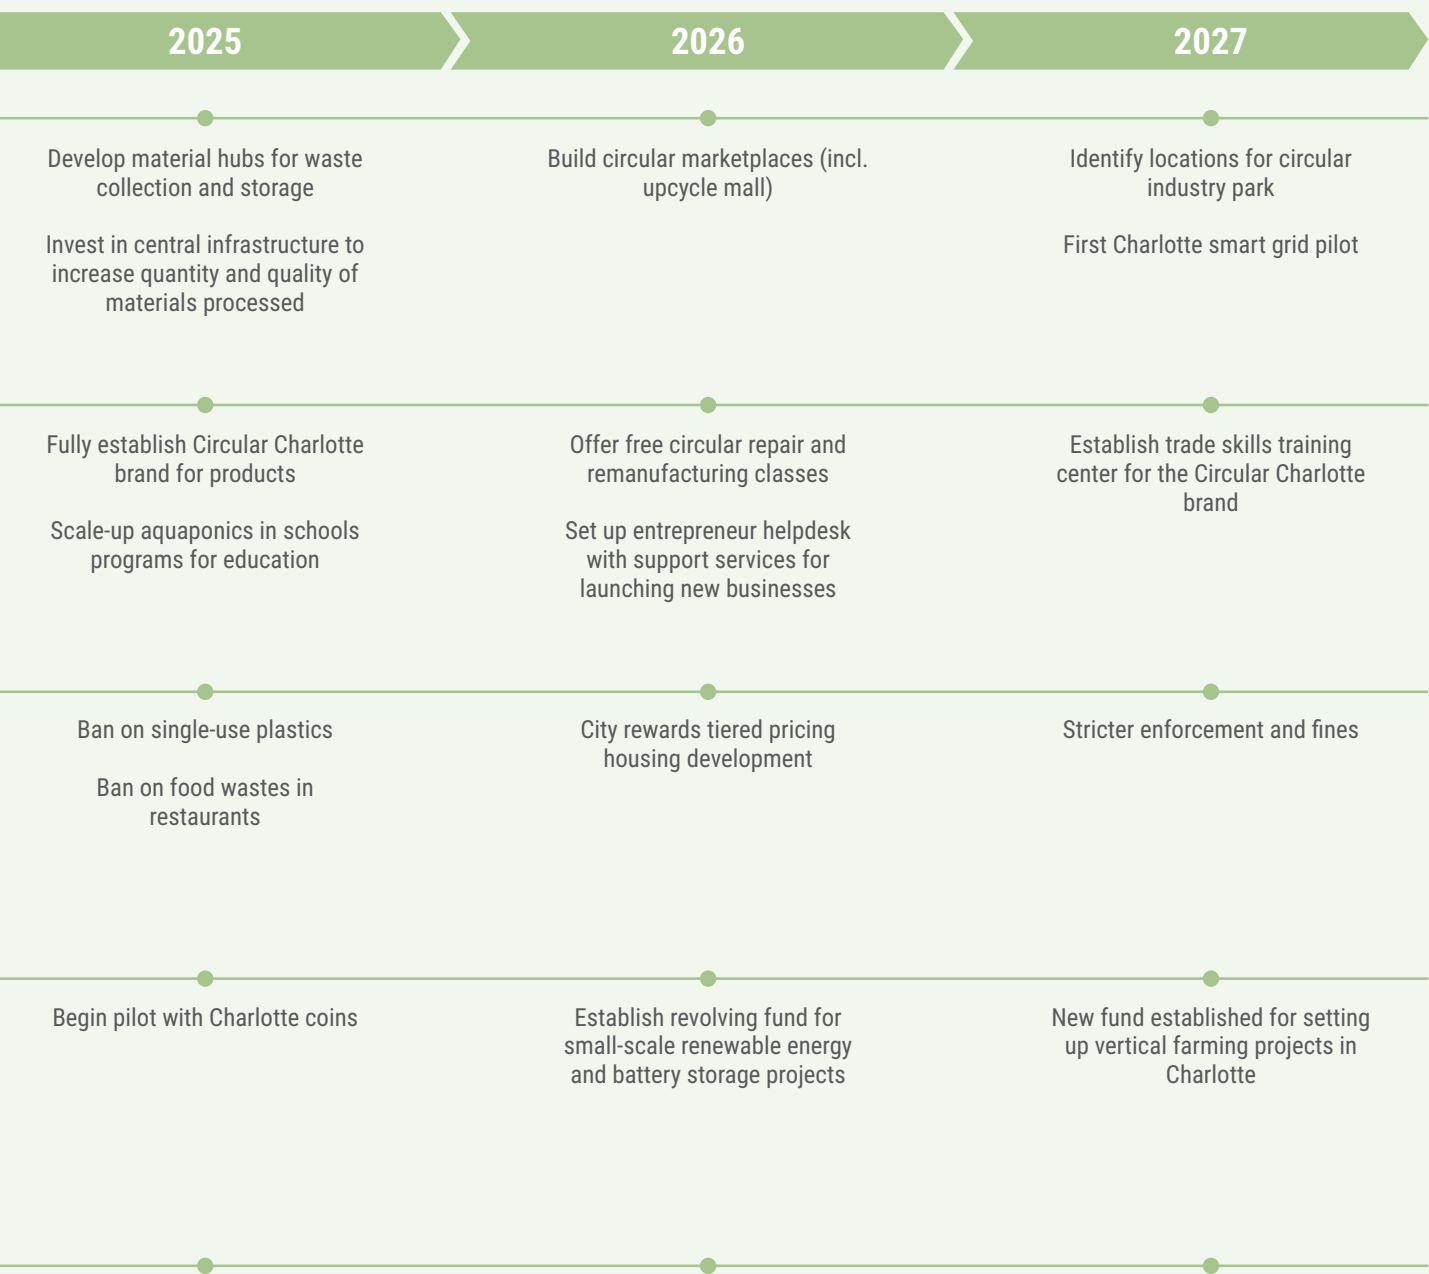 2025
2026
2027
Develop material hubs for waste
collection and storage
Invest in central infrastructure to
increase quantity and quality of
materials processed
Build circular marketplaces (incl.
upcycle mall)
Identify locations for circular
industry park
First Charlotte smart grid pilot
Fully establish Circular Charlotte
brand for products
Scale-up aquaponics in schools
programs for education
Offer free circular repair and
remanufacturing classes
Set up entrepreneur helpdesk
with support services for
launching new businesses
Establish trade skills training
center for the Circular Charlotte
brand
Ban on single-use plastics
Ban on food wastes in
restaurants
City rewards tiered pricing
housing development
Stricter enforcement and fines
Begin pilot with Charlotte coins
Establish revolving fund for
small-scale renewable energy
and battery storage projects
New fund established for setting
up vertical farming projects in
Charlotte